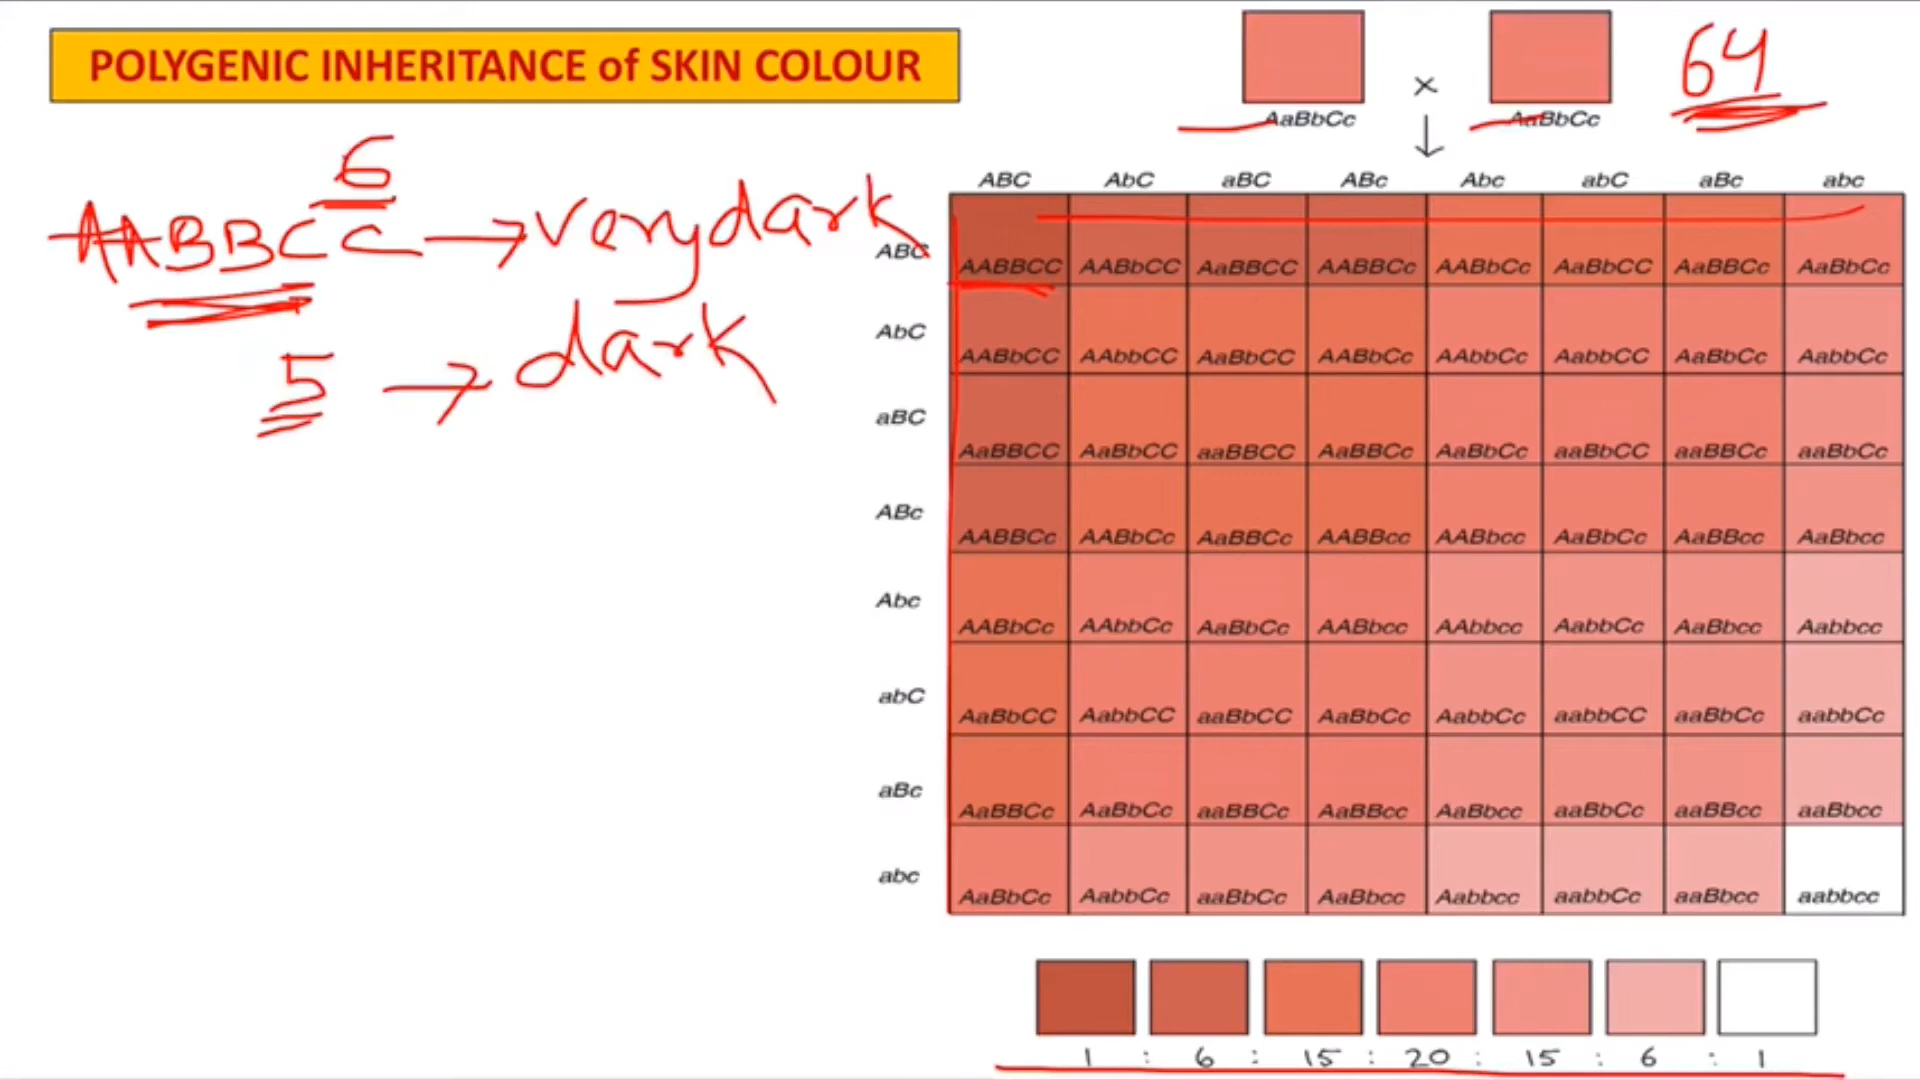 POLYGENIC INHERITANCE of SKIN COLOUR
64
×
AaBbCc AaBbCc
6
AABBCC → very dark
5 → dark
ABC AbC aBC ABc Abc abC aBc abc
ABC AABBCC AABbCC AaBBCC AABBCc AABbCc AaBbCC AaBBCc AaBbCc
AbC AABbCC AAbbCC AaBbCC AABbCc AAbbCc AabbCC AaBbCc AabbCc
aBC AaBBCC AaBbCC aaBBCC AaBBCc AaBbCc aaBbCC aaBBCc aaBbCc
ABc AABBCc AABbCc AaBBCc AABBcc AABbcc AaBbCc AaBBcc AaBbcc
Abc AABbCc AAbbCc AaBbCc AABbcc AAbbcc AabbCc AaBbcc Aabbcc
abC AaBbCC AabbCC aaBbCC AaBbCc AabbCc aabbCC aaBbCc aabbCc
aBc AaBBCc AaBbCc aaBBCc AaBBcc AaBbcc aaBbCc aaBBcc aaBbcc
abc AaBbCc AabbCc aaBbCc AaBbcc Aabbcc aabbCc aaBbcc aabbcc
1 : 6 : 15 : 20 : 15 : 6 : 1